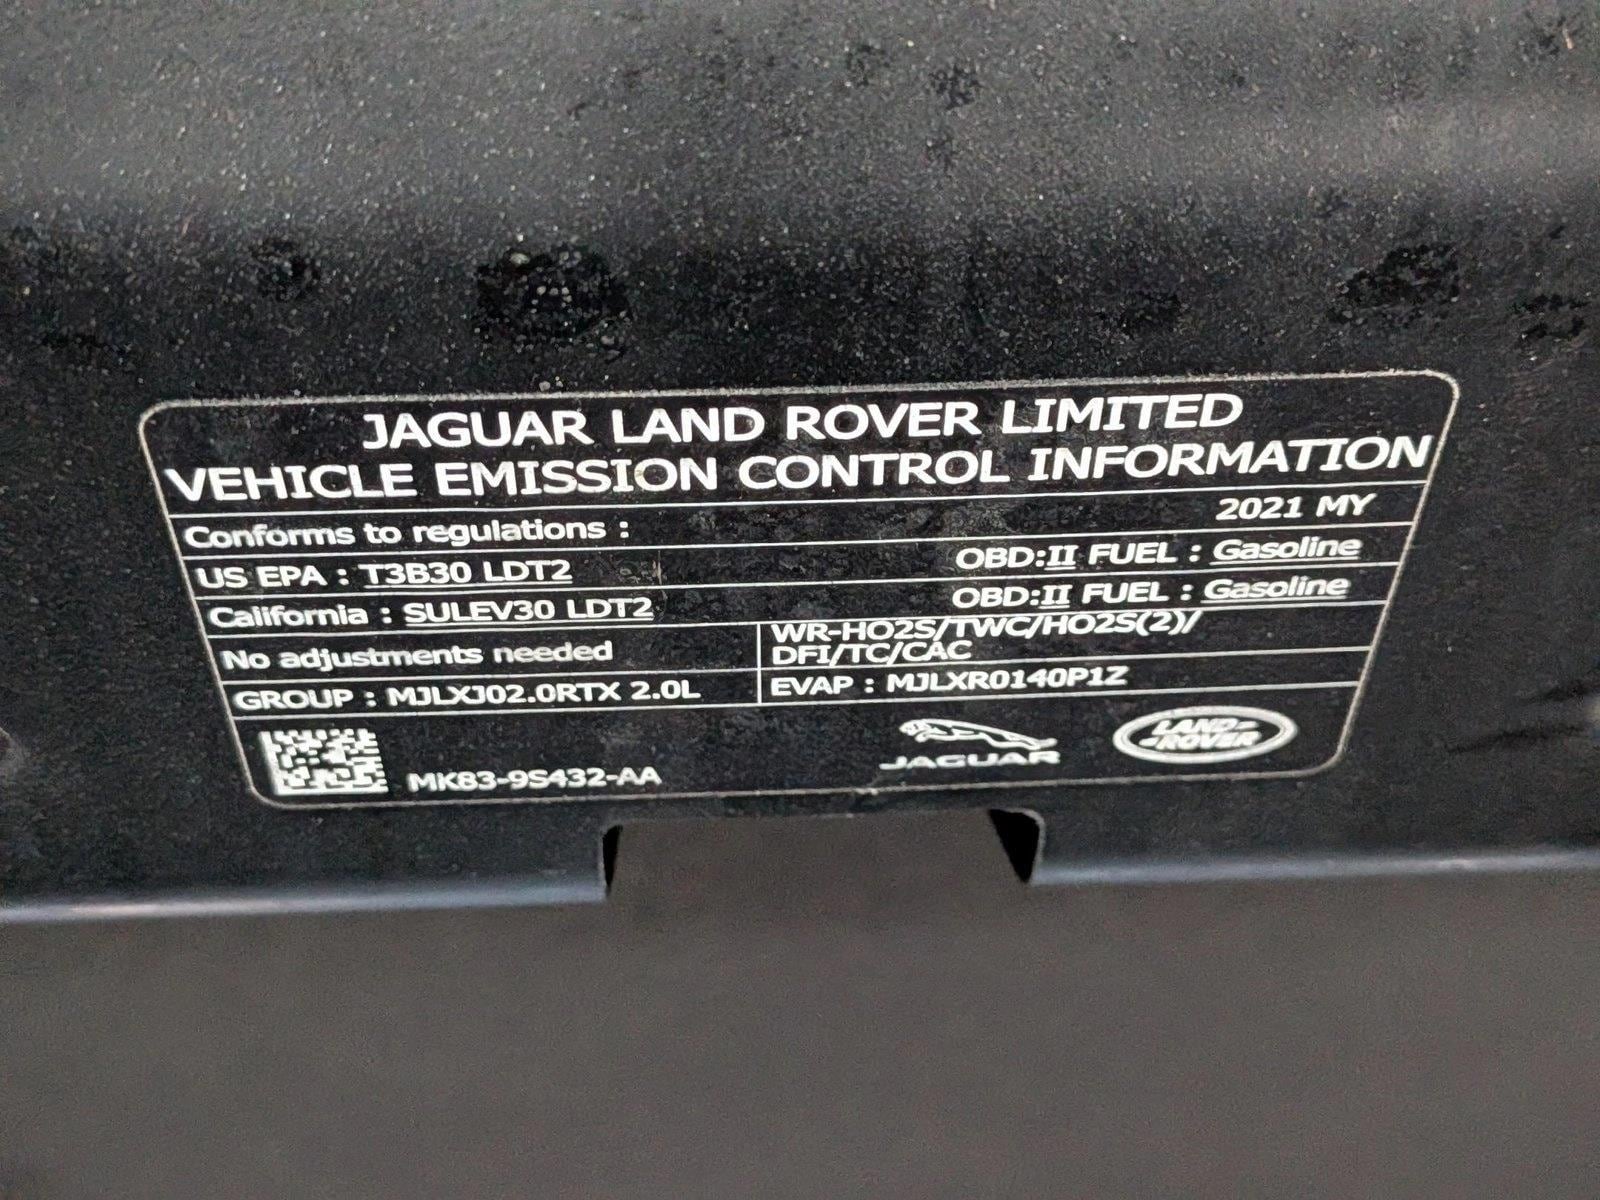 JAGUAR LAND ROVER LIMITED
VEHICLE EMISSION CONTROL INFORMATION
Conforms to regulations : 2021 MY
US EPA : T3B30 LDT2 OBD:II FUEL : Gasoline
California : SULEV30 LDT2 OBD:II FUEL : Gasoline
No adjustments needed
WR-HO2S/TWC/HO2S(2)/
DFI/TC/CAC
GROUP : MJLXJ02.0RTX 2.0L EVAP : MJLXR0140P1Z
MK83-9S432-AA
JAGUAR
LAND-
-ROVER